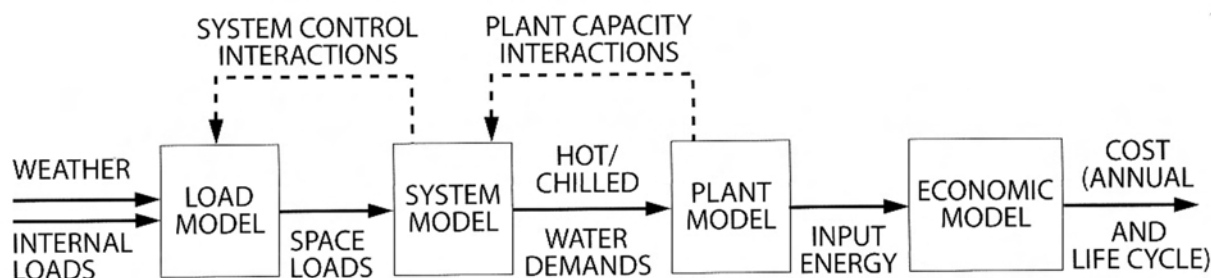 SYSTEM CONTROL
INTERACTIONS
PLANT CAPACITY
INTERACTIONS
WEATHER
INTERNAL
LOADS
LOAD
MODEL
SPACE
LOADS
SYSTEM
MODEL
HOT/
CHILLED
WATER
DEMANDS
PLANT
MODEL
INPUT
ENERGY
ECONOMIC
MODEL
COST
(ANNUAL
AND
LIFE CYCLE)